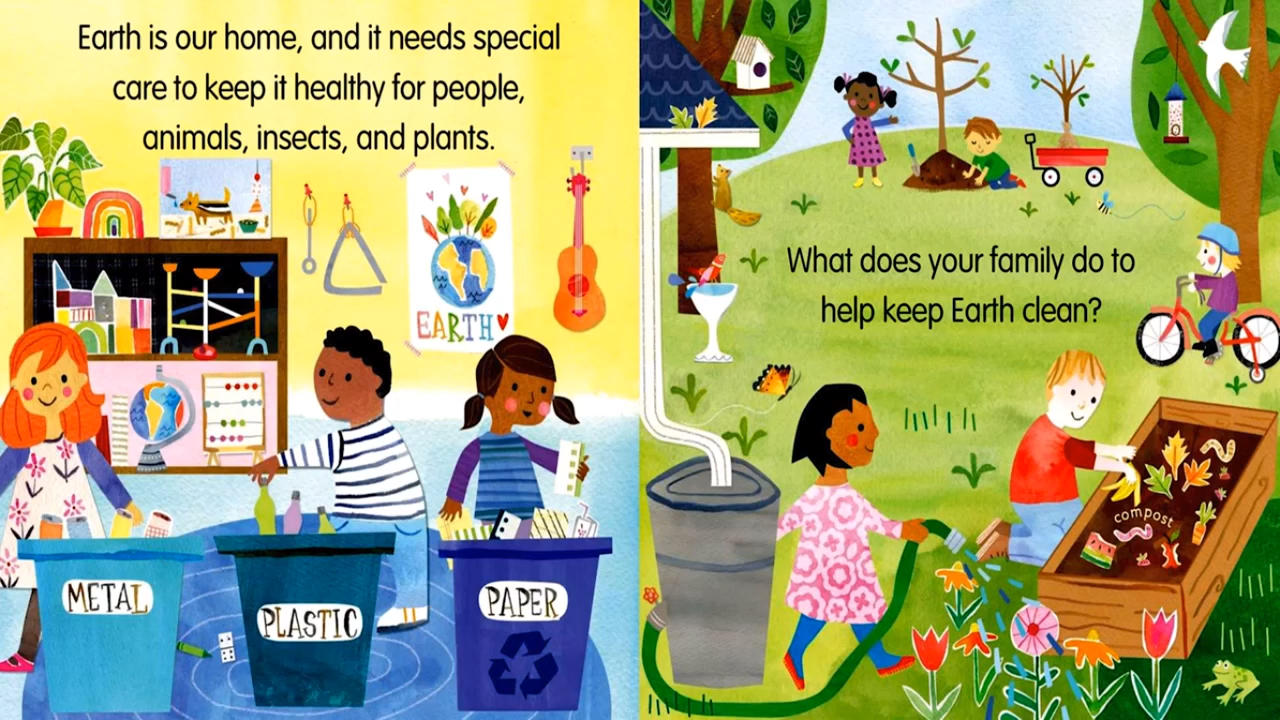 Earth is our home, and it needs special
care to keep it healthy for people,
animals, insects, and plants.
EARTH
METAL
PLASTIC
PAPER
What does your family do to
help keep Earth clean?
compost